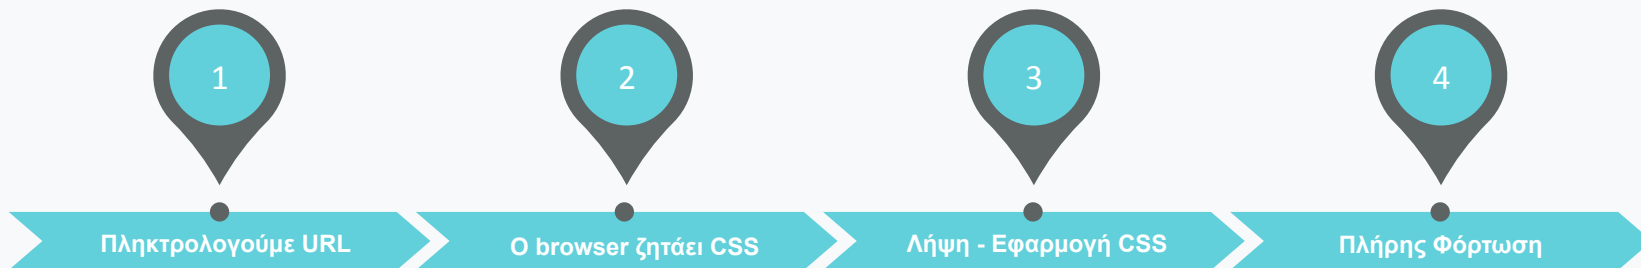 1
2
3
4
Πληκτρολογούμε URL
Ο browser ζητάει CSS
Λήψη - Εφαρμογή CSS
Πλήρης Φόρτωση